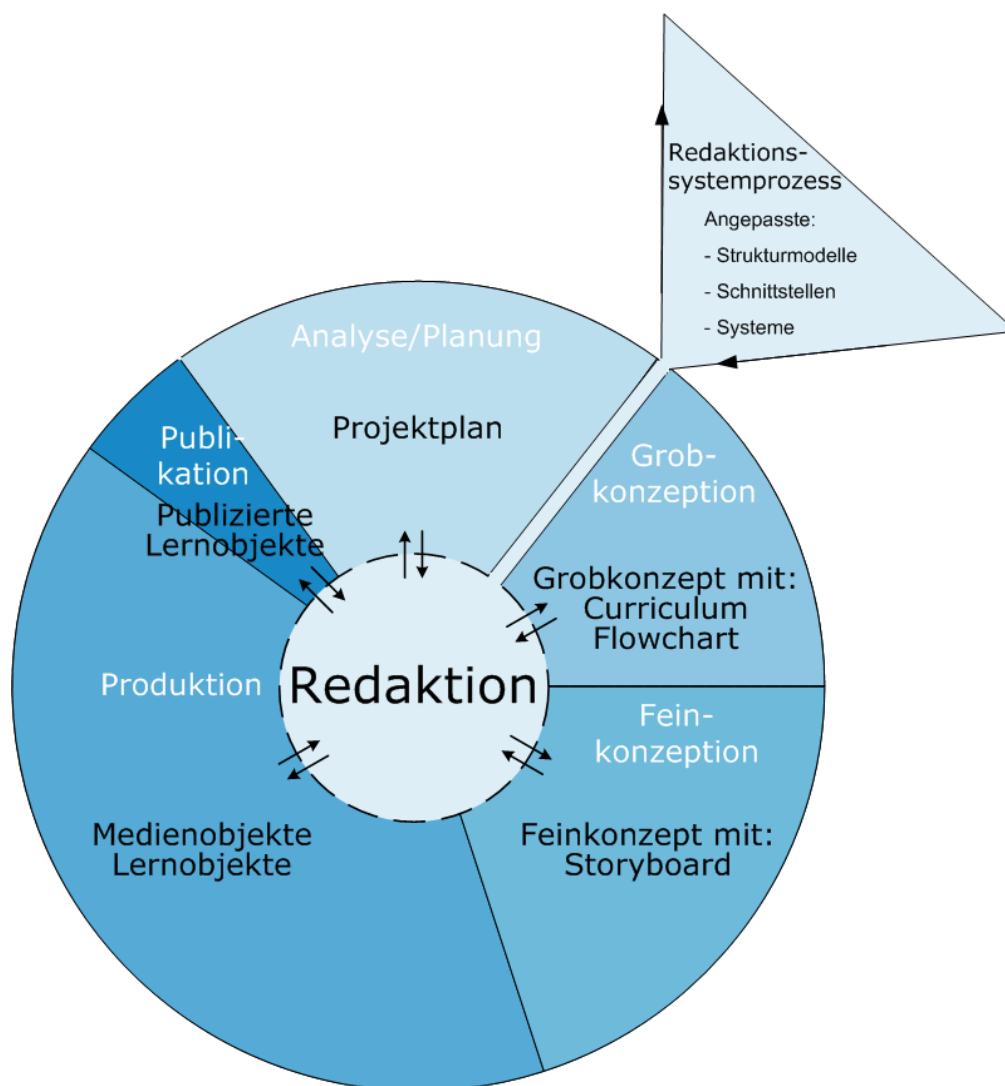 Redaktions-
systemprozess
Angepasste:
- Strukturmodelle
- Schnittstellen
- Systeme
Analyse/Planung
Projektplan
Grob-
konzeption
Grobkonzept mit:
Curriculum
Flowchart
Fein-
konzeption
Feinkonzept mit:
Storyboard
Produktion
Medienobjekte
Lernobjekte
Publi-
kation
Publizierte
Lernobjekte
Redaktion